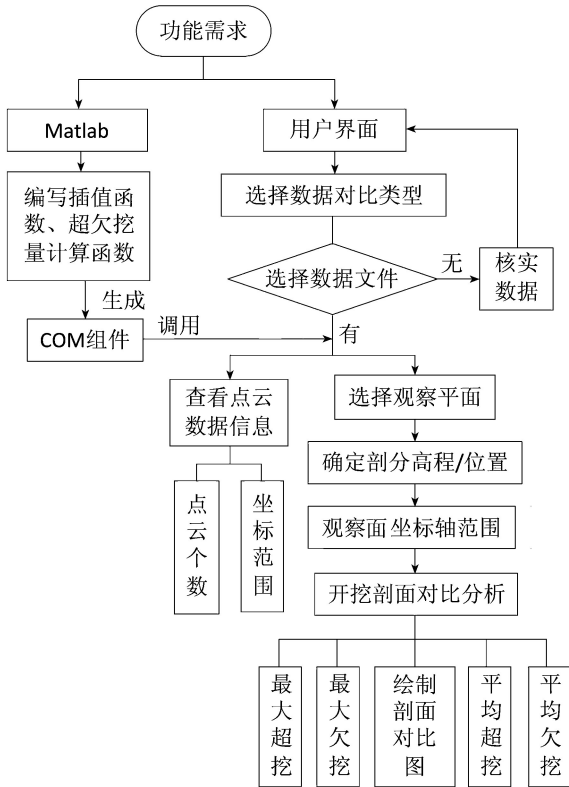 功能需求
Matlab
用户界面
编写插值函
数、超欠挖
量计算函数
选择数据对比类型
选择数据文件
无
核实
数据
生成
COM组件
调用
有
查看点云
数据信息
选择观察平面
确定剖分高程/位置
点云个数
坐标范围
观察面坐标轴范围
开挖剖面对比分析
最大超挖
最大欠挖
绘制
剖面
对比
图
平均超挖
平均欠挖